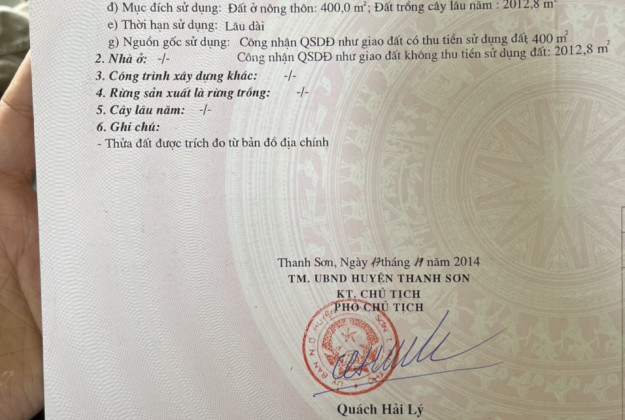 đ) Mục đích sử dụng: Đất ở nông thôn: 400,0 m²; Đất trồng cây lâu năm : 2012,8 m²
e) Thời hạn sử dụng: Lâu dài
g) Nguồn gốc sử dụng: Công nhận QSDĐ như giao đất có thu tiền sử dụng đất 400 m²
2. Nhà ở: -/- Công nhận QSDĐ như giao đất không thu tiền sử dụng đất: 2012,8 m²
3. Công trình xây dựng khác: -/-
4. Rừng sản xuất là rừng trồng: -/-
5. Cây lâu năm: -/-
6. Ghi chú:
- Thửa đất được trích đo từ bản đồ địa chính
Thanh Sơn, Ngày tháng 11 năm 2014
TM. UBND HUYỆN THANH SƠN
KT. CHỦ TỊCH
PHÓ CHỦ TỊCH
Quách Hải Lý